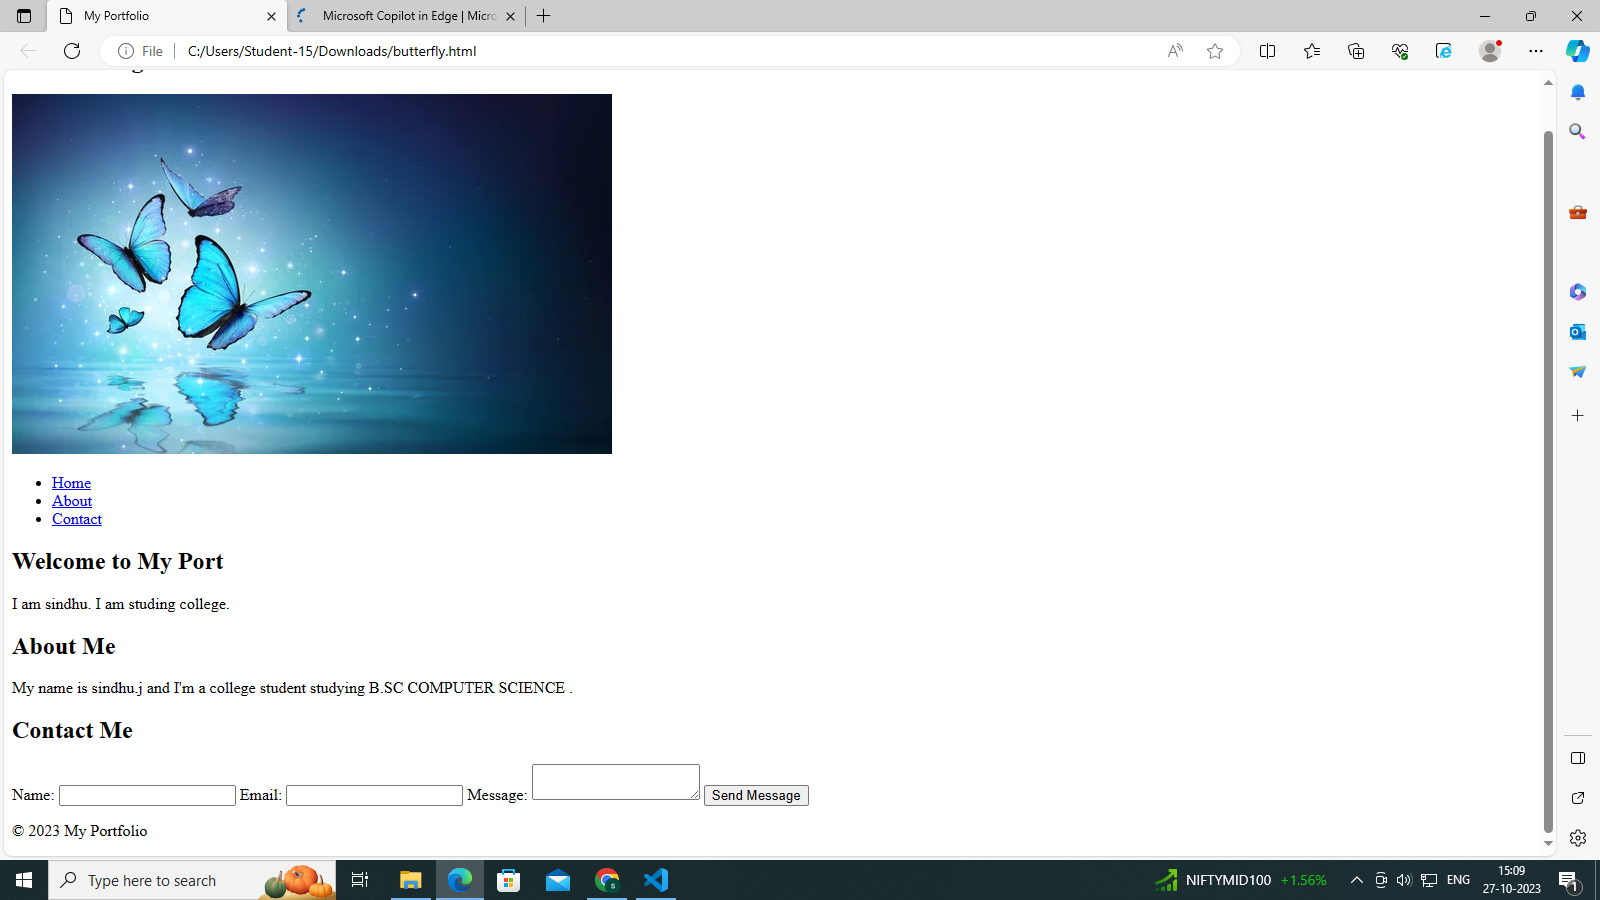 My Portfolio
Microsoft Copilot in Edge | Micro
File
C:/Users/Student-15/Downloads/butterfly.html
Home
About
Contact
Welcome to My Port
I am sindhu. I am studing college.
About Me
My name is sindhu.j and I'm a college student studying B.SC COMPUTER SCIENCE .
Contact Me
Name: Email: Message: Send Message
© 2023 My Portfolio
Type here to search
NIFTYMID100 +1.56%
ENG
15:09
27-10-2023
1